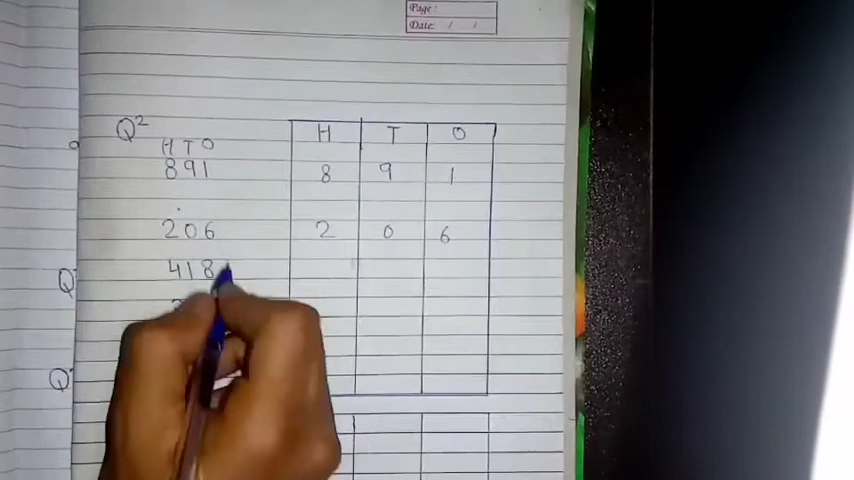 Page:
Date: / /
Q2
H T O
H T O
891
8 9 1
206
2 0 6
418
Q
Q